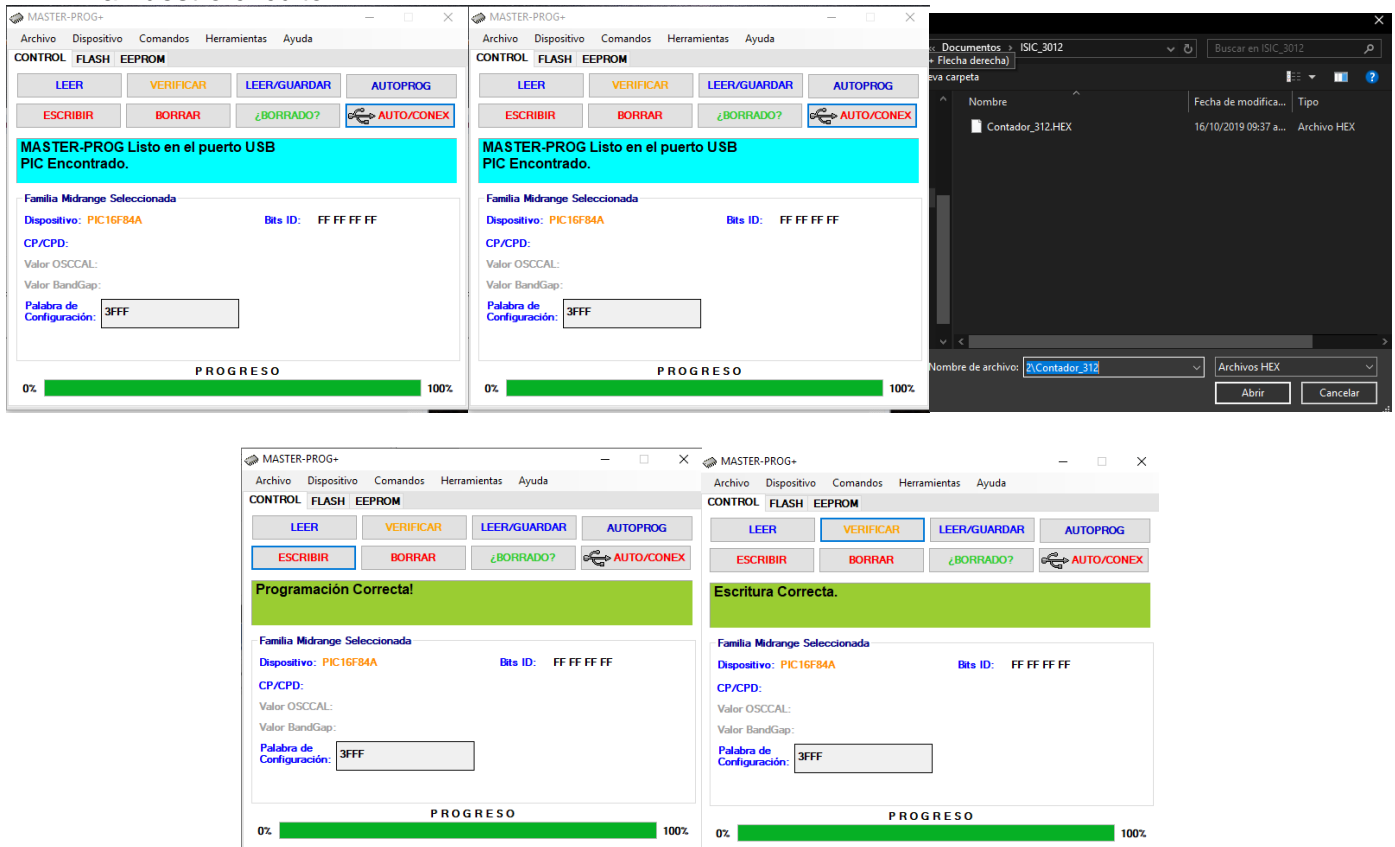 MASTER-PROG+
Archivo Dispositivo Comandos Herramientas Ayuda
CONTROL FLASH EEPROM
LEER VERIFICAR LEER/GUARDAR AUTOPROG
ESCRIBIR BORRAR ¿BORRADO? AUTO/CONEX
MASTER-PROG Listo en el puerto USB
PIC Encontrado.
Familia Midrange Seleccionada
Dispositivo: PIC16F84A Bits ID: FF FF FF FF
CP/CPD:
Valor OSCCAL:
Valor BandGap:
Palabra de
Configuración: 3FFF
PROGRESO
0% 100%
MASTER-PROG+
Archivo Dispositivo Comandos Herramientas Ayuda
CONTROL FLASH EEPROM
LEER VERIFICAR LEER/GUARDAR AUTOPROG
ESCRIBIR BORRAR ¿BORRADO? AUTO/CONEX
MASTER-PROG Listo en el puerto USB
PIC Encontrado.
Familia Midrange Seleccionada
Dispositivo: PIC16F84A Bits ID: FF FF FF FF
CP/CPD:
Valor OSCCAL:
Valor BandGap:
Palabra de
Configuración: 3FFF
PROGRESO
0% 100%
« Documentos › ISIC_3012 Buscar en ISIC_3012
+ Flecha derecha)
eva carpeta
Nombre Fecha de modifica... Tipo
Contador_312.HEX 16/10/2019 09:37 a... Archivo HEX
Nombre de archivo: 2\Contador_312 Archivos HEX
Abrir Cancelar
MASTER-PROG+
Archivo Dispositivo Comandos Herramientas Ayuda
CONTROL FLASH EEPROM
LEER VERIFICAR LEER/GUARDAR AUTOPROG
ESCRIBIR BORRAR ¿BORRADO? AUTO/CONEX
Programación Correcta!
Familia Midrange Seleccionada
Dispositivo: PIC16F84A Bits ID: FF FF FF FF
CP/CPD:
Valor OSCCAL:
Valor BandGap:
Palabra de
Configuración: 3FFF
PROGRESO
0% 100%
MASTER-PROG+
Archivo Dispositivo Comandos Herramientas Ayuda
CONTROL FLASH EEPROM
LEER VERIFICAR LEER/GUARDAR AUTOPROG
ESCRIBIR BORRAR ¿BORRADO? AUTO/CONEX
Escritura Correcta.
Familia Midrange Seleccionada
Dispositivo: PIC16F84A Bits ID: FF FF FF FF
CP/CPD:
Valor OSCCAL:
Valor BandGap:
Palabra de
Configuración: 3FFF
PROGRESO
0% 100%